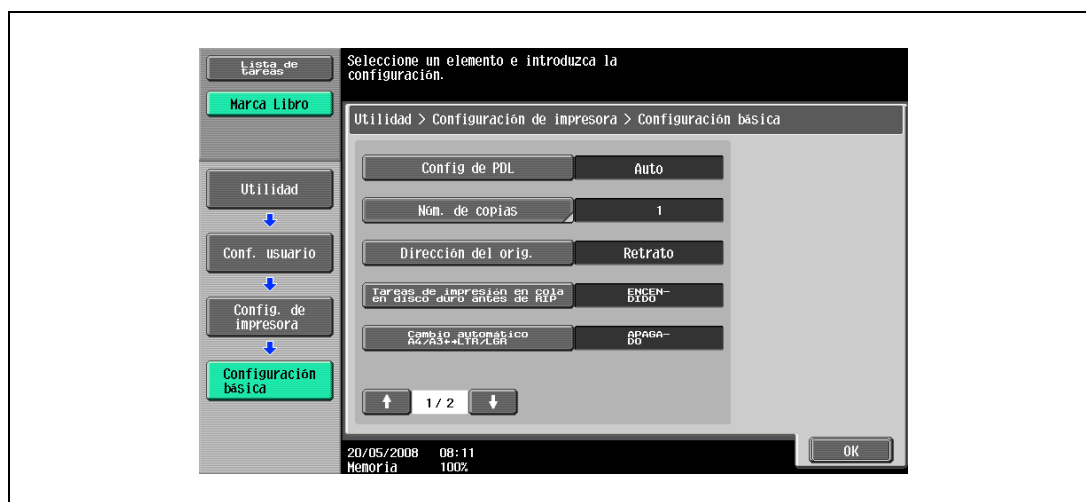 Lista de
tareas
Marca Libro
Utilidad
Conf. usuario
Config. de
impresora
Configuración
básica
Seleccione un elemento e introduzca la
configuración.
Utilidad > Configuración de impresora > Configuración básica
Config de PDL
Auto
Núm. de copias
1
Dirección del orig.
Retrato
Tareas de impresión en cola
en disco duro antes de RIP
ENCEN-
DIDO
Cambio automático
A4/A3↔LTR/LGR
APAGA-
DO
1/ 2
20/05/2008 08:11
Memoria 100%
OK